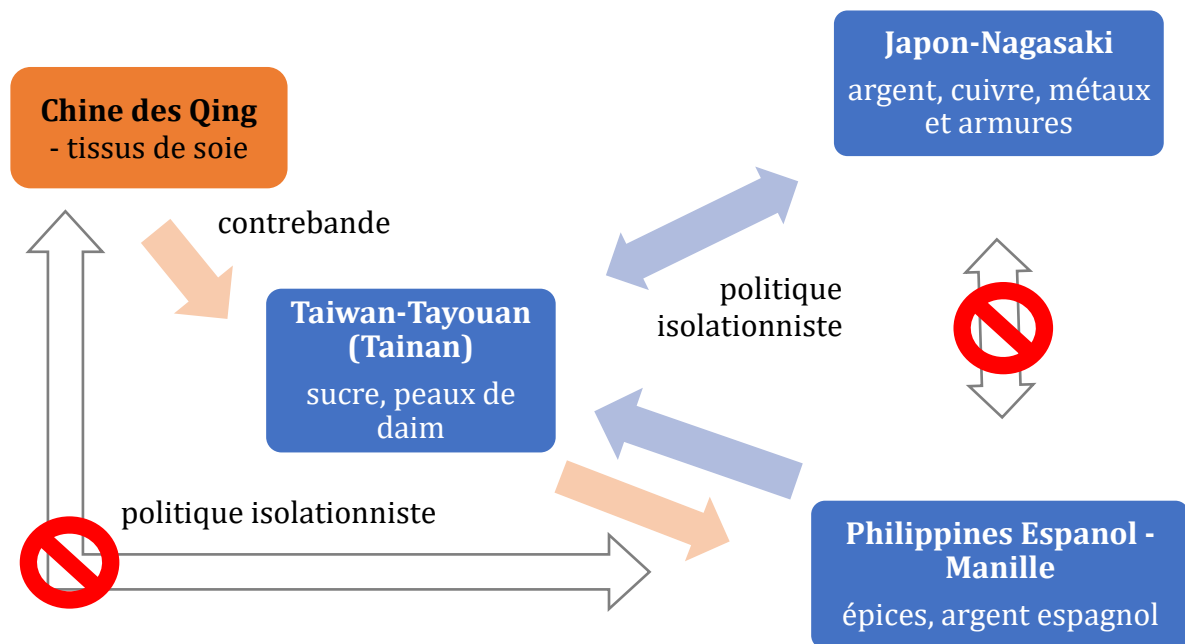 Japon-Nagasaki
argent, cuivre, métaux
et armures
Chine des Qing
- tissus de soie
contrebande
politique
isolationniste
Taiwan-Tayouan
(Tainan)
sucre, peaux de
daim
politique isolationniste
Philippines Espanol -
Manille
épices, argent espagnol